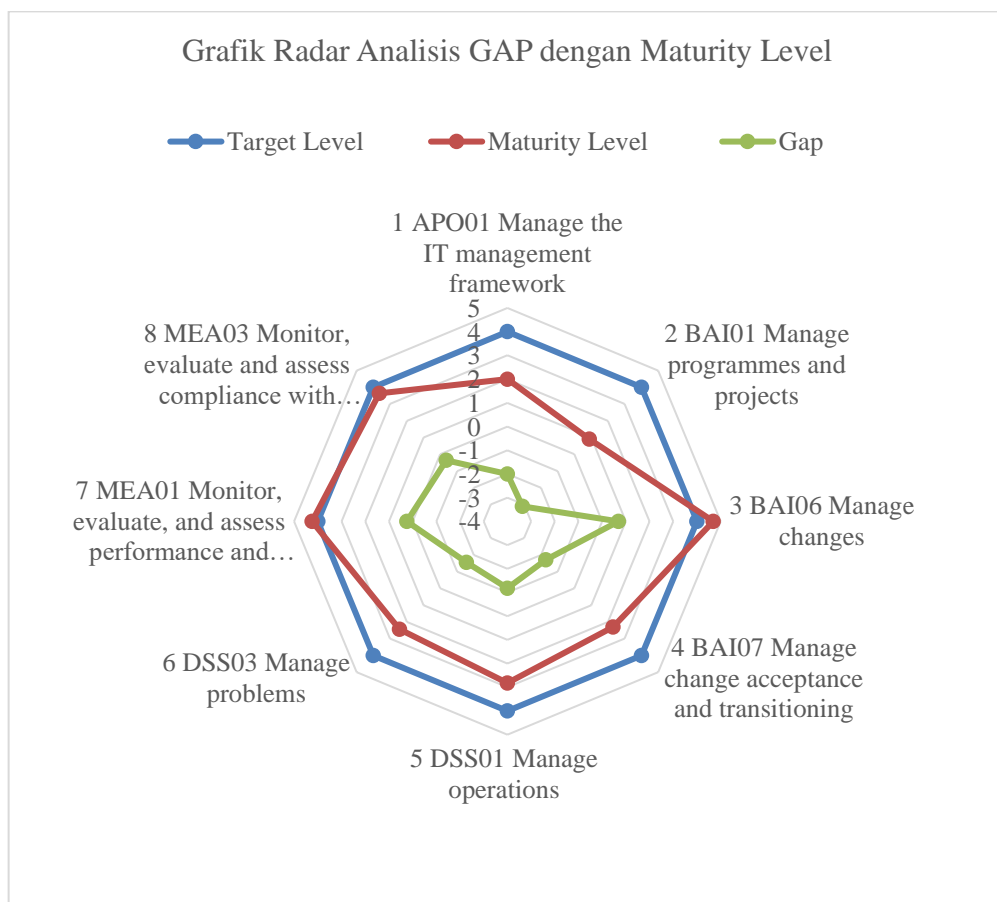 Grafik Radar Analisis GAP dengan Maturity Level
Target Level
Maturity Level
Gap
1 APO01 Manage the
IT management
framework
2 BAI01 Manage
programmes and
projects
3 BAI06 Manage
changes
4 BAI07 Manage
change acceptance
and transitioning
5 DSS01 Manage
operations
6 DSS03 Manage
problems
7 MEA01 Monitor,
evaluate, and assess
performance and…
8 MEA03 Monitor,
evaluate and assess
compliance with…
5
4
3
2
1
0
-1
-2
-3
-4